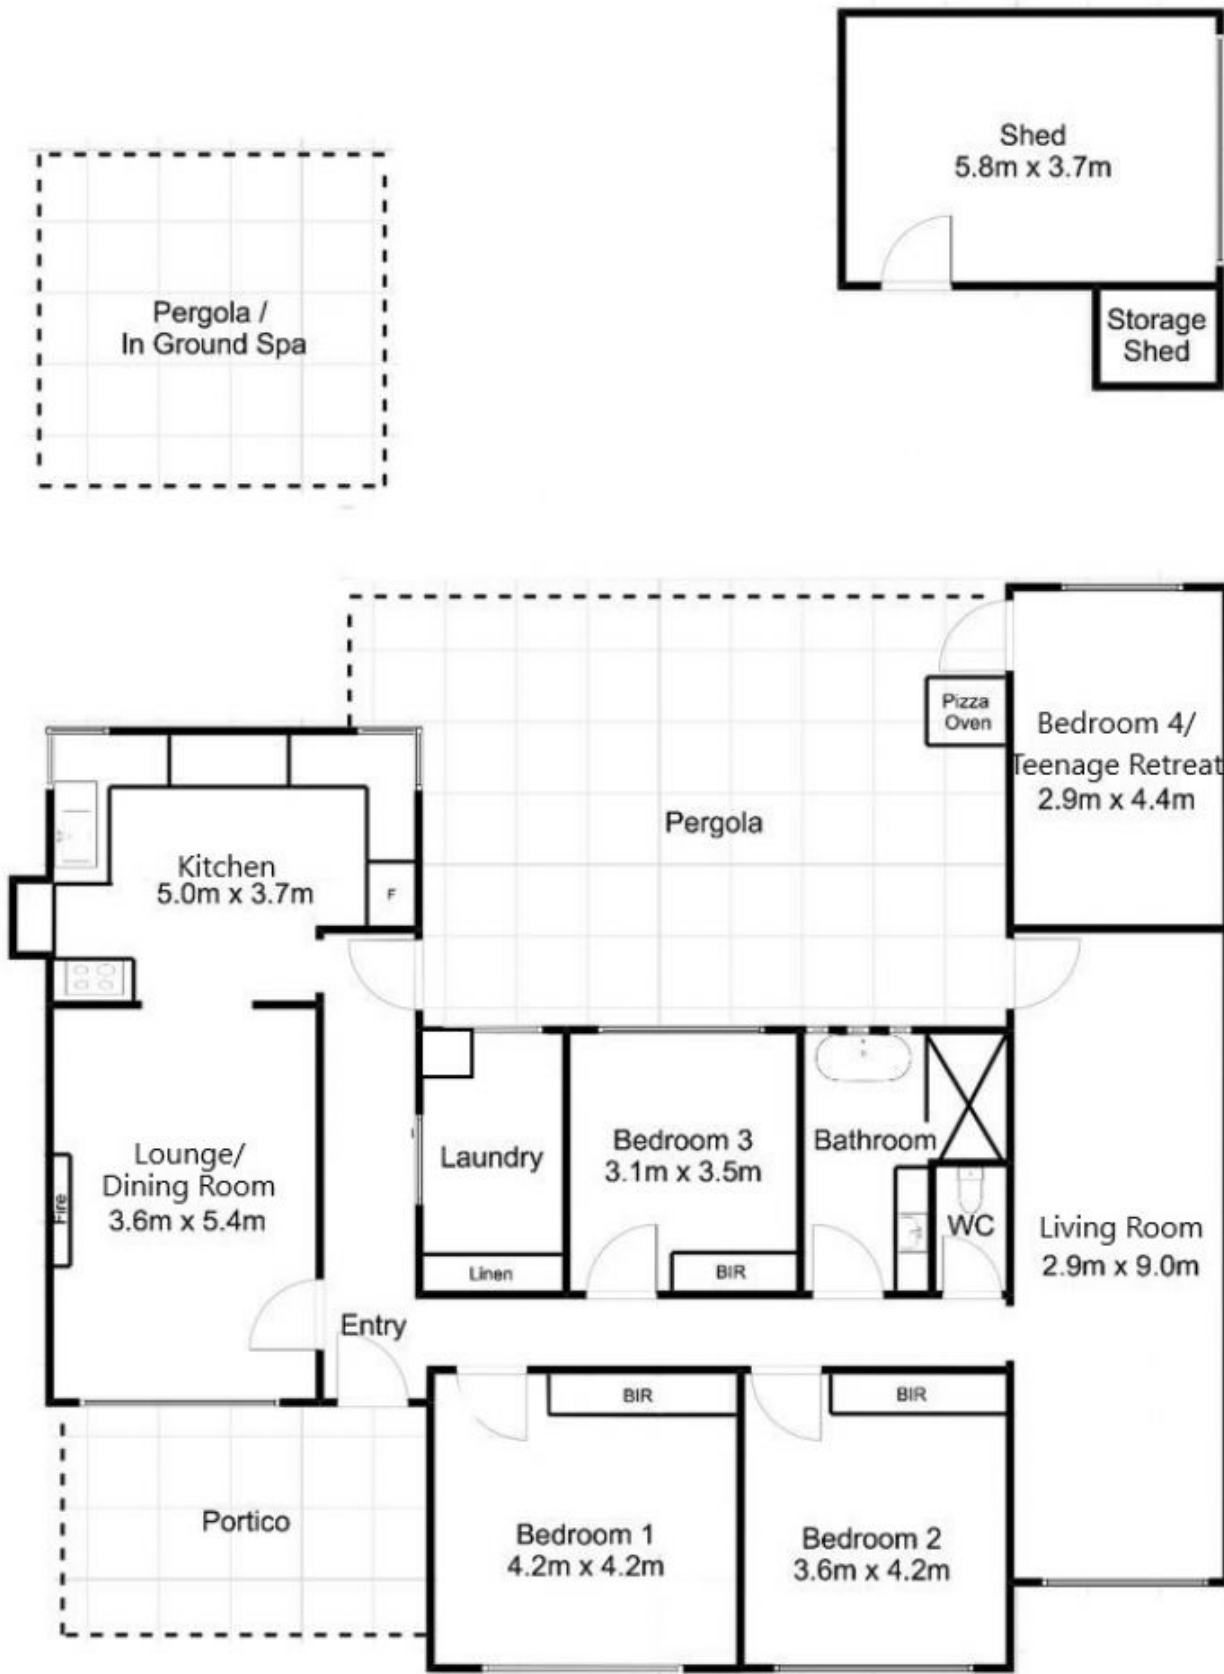 Shed
5.8m x 3.7m
Pergola /
In Ground Spa
Storage
Shed
Pizza
Oven
Bedroom 4/
Teenage Retreat
2.9m x 4.4m
Pergola
Kitchen
5.0m x 3.7m
F
Lounge/
Dining Room
3.6m x 5.4m
Fire
Laundry
Linen
Bedroom 3
3.1m x 3.5m
BIR
Bathroom
WC
Living Room
2.9m x 9.0m
Entry
BIR
BIR
Portico
Bedroom 1
4.2m x 4.2m
Bedroom 2
3.6m x 4.2m